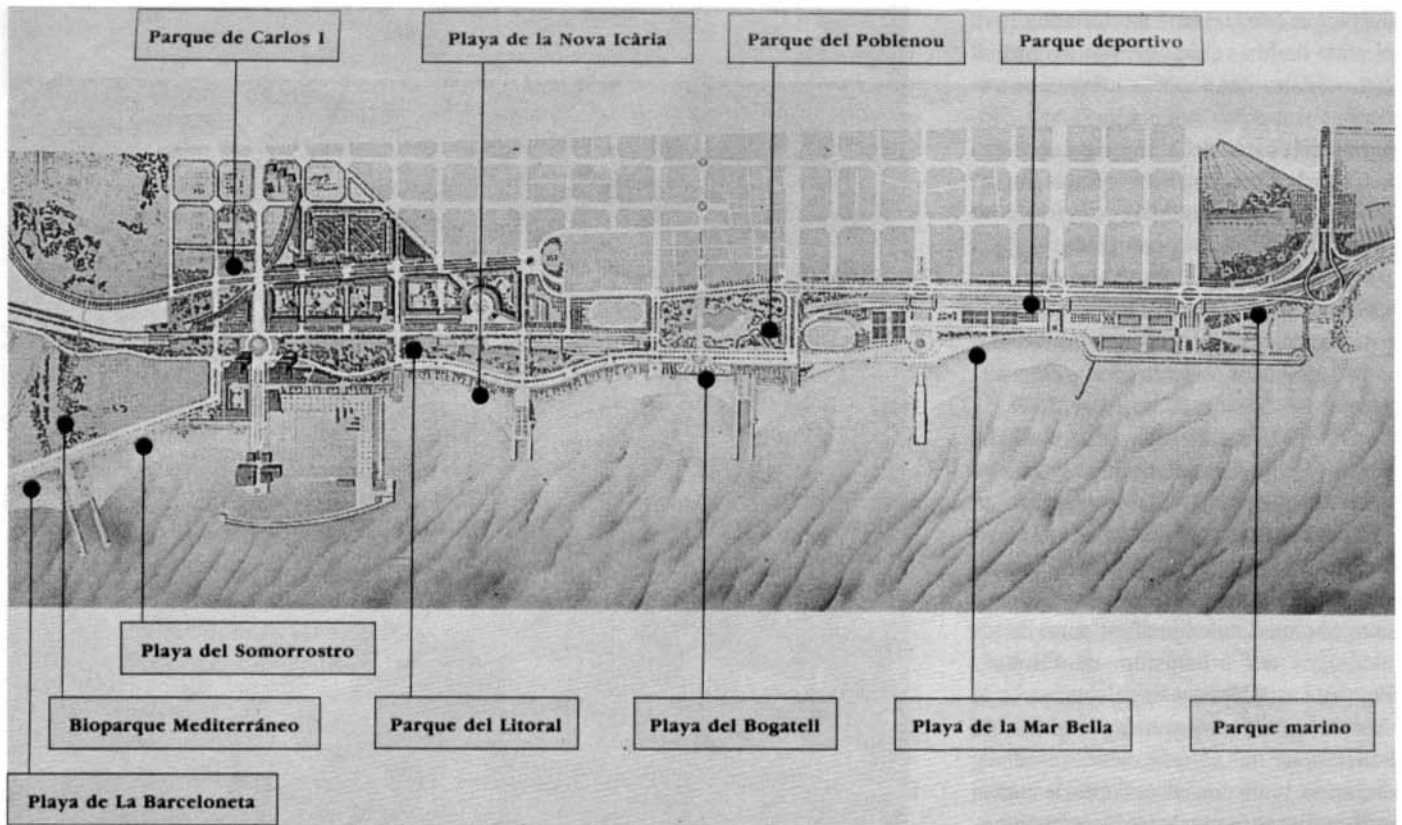 Parque de Carlos I
Playa de la Nova Icària
Parque del Poblenou
Parque deportivo
Playa del Somorrostro
Bioparque Mediterráneo
Parque del Litoral
Playa del Bogatell
Playa de la Mar Bella
Parque marino
Playa de La Barceloneta